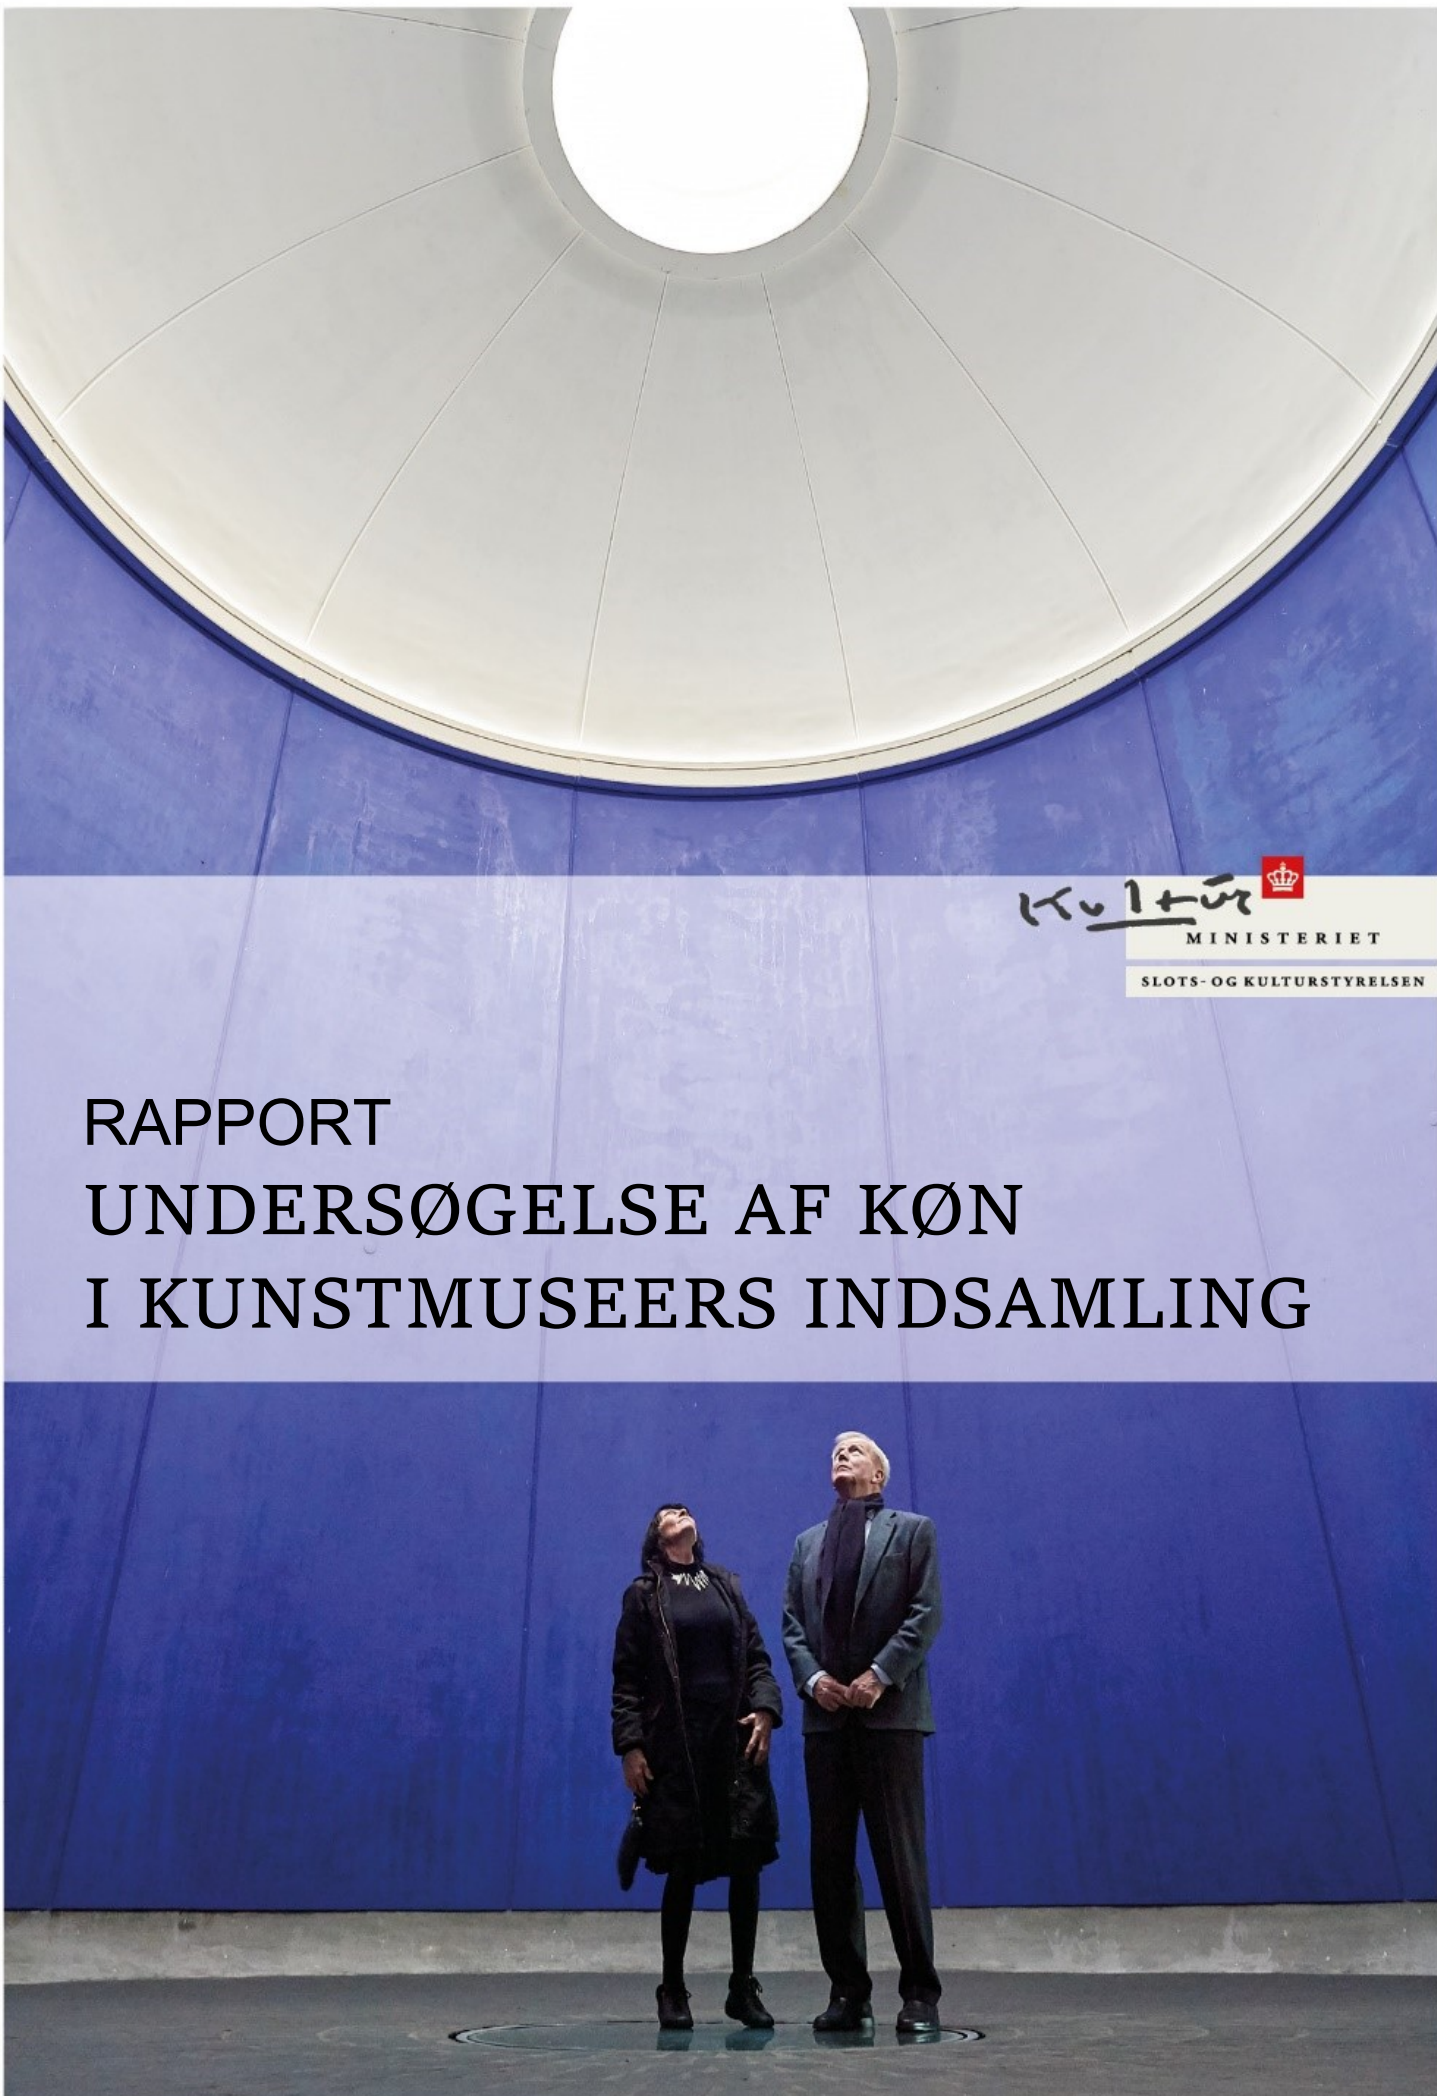 Kultur
MINISTERIET
SLOTS- OG KULTURSTYRELSEN
RAPPORT
UNDERSØGELSE AF KØN
I KUNSTMUSEERS INDSAMLING